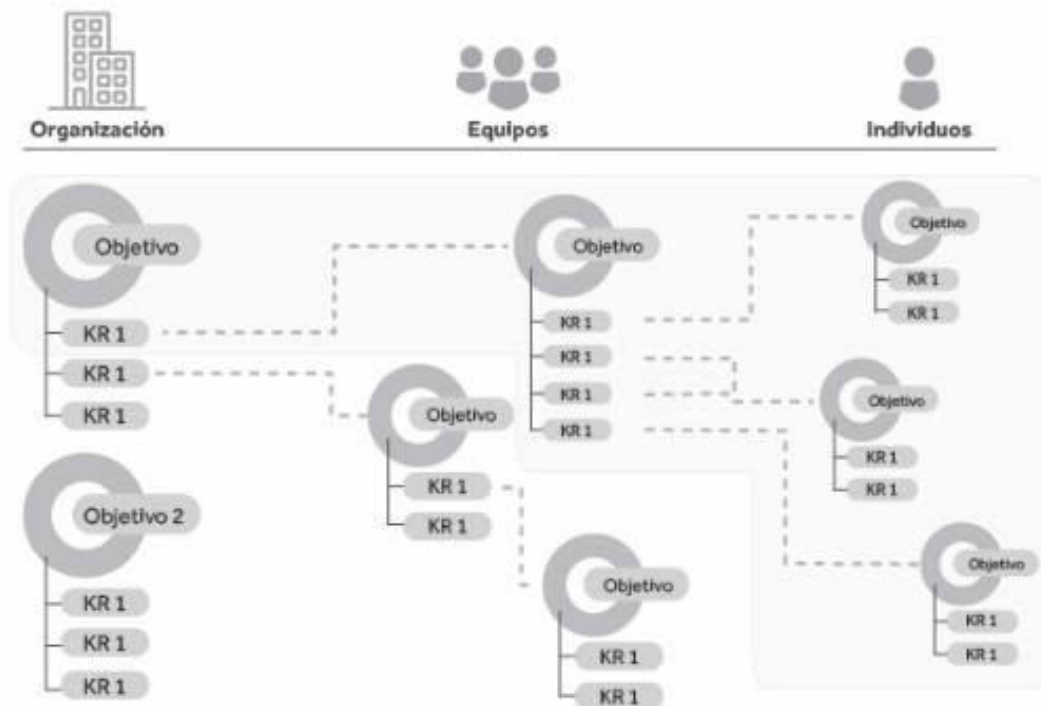 Organización
Equipos
Individuos
Objetivo
KR 1
KR 1
KR 1
Objetivo 2
KR 1
KR 1
KR 1
Objetivo
KR 1
KR 1
KR 1
KR 1
Objetivo
KR 1
KR 1
Objetivo
KR 1
KR 1
Objetivo
KR 1
KR 1
Objetivo
KR 1
KR 1
Objetivo
KR 1
KR 1